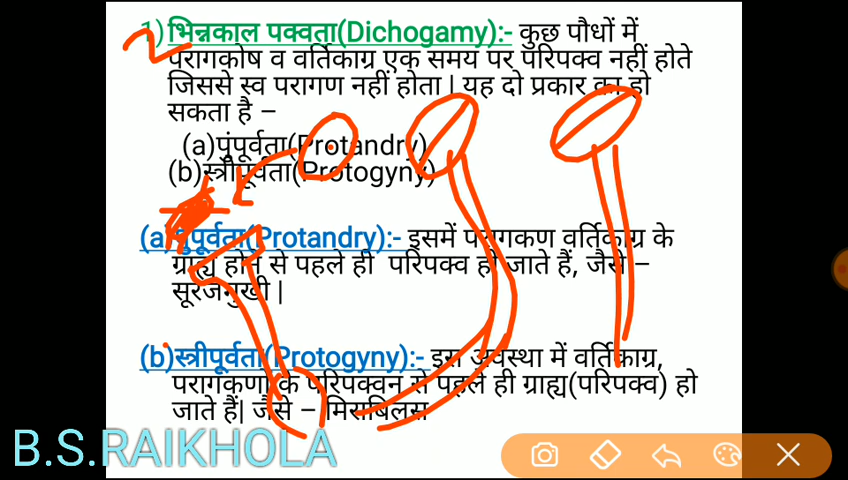 1) भिन्नकाल पक्वता(Dichogamy):- कुछ पौधों में
परागकोष व वर्तिकाग्र एक समय पर परिपक्व नहीं होते
जिससे स्व परागण नहीं होता | यह दो प्रकार का हो
सकता है –
(a)पुंपूर्वता(Protandry)
(b)स्त्रीपूर्वता(Protogyny)
(a)पुंपूर्वता(Protandry):- इसमें परागकण वर्तिकाग्र के
ग्राह्य होने से पहले ही परिपक्व हो जाते हैं, जैसे –
सूरजमुखी |
(b)स्त्रीपूर्वता(Protogyny):- इस अवस्था में वर्तिकाग्र,
परागकणों के परिपक्वन से पहले ही ग्राह्य(परिपक्व) हो
जाते हैं| जैसे – मिराबिलस
B.S.RAIKHOLA